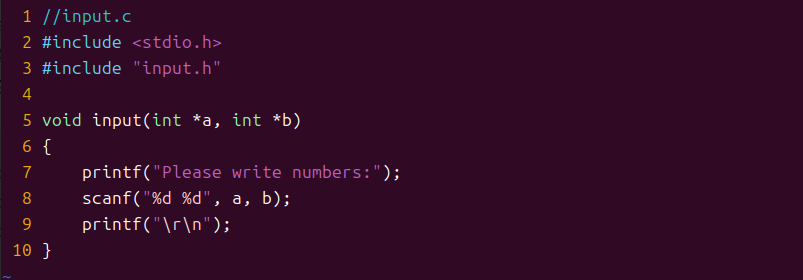 1 //input.c
2 #include <stdio.h>
3 #include "input.h"
4
5 void input(int *a, int *b)
6 {
7     printf("Please write numbers:");
8     scanf("%d %d", a, b);
9     printf("\r\n");
10 }
~